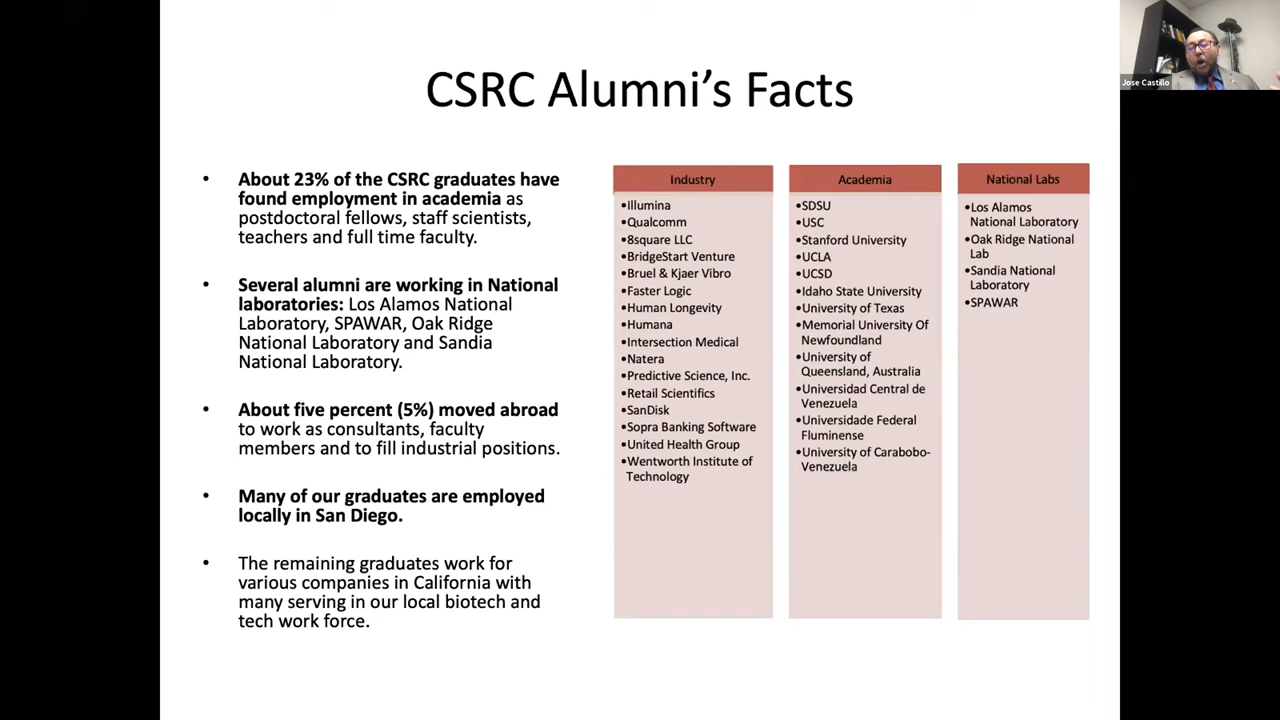 CSRC Alumni's Facts
• About 23% of the CSRC graduates have
found employment in academia as
postdoctoral fellows, staff scientists,
teachers and full time faculty.
• Several alumni are working in National
laboratories: Los Alamos National
Laboratory, SPAWAR, Oak Ridge
National Laboratory and Sandia
National Laboratory.
• About five percent (5%) moved abroad
to work as consultants, faculty
members and to fill industrial positions.
• Many of our graduates are employed
locally in San Diego.
• The remaining graduates work for
various companies in California with
many serving in our local biotech and
tech work force.
Industry
•Illumina
•Qualcomm
•8square LLC
•BridgeStart Venture
•Bruel & Kjaer Vibro
•Faster Logic
•Human Longevity
•Humana
•Intersection Medical
•Natera
•Predictive Science, Inc.
•Retail Scientifics
•SanDisk
•Sopra Banking Software
•United Health Group
•Wentworth Institute of
Technology
Academia
•SDSU
•USC
•Stanford University
•UCLA
•UCSD
•Idaho State University
•University of Texas
•Memorial University Of
Newfoundland
•University of
Queensland, Australia
•Universidad Central de
Venezuela
•Universidade Federal
Fluminense
•University of Carabobo-
Venezuela
National Labs
•Los Alamos
National Laboratory
•Oak Ridge National
Lab
•Sandia National
Laboratory
•SPAWAR
Jose Castillo